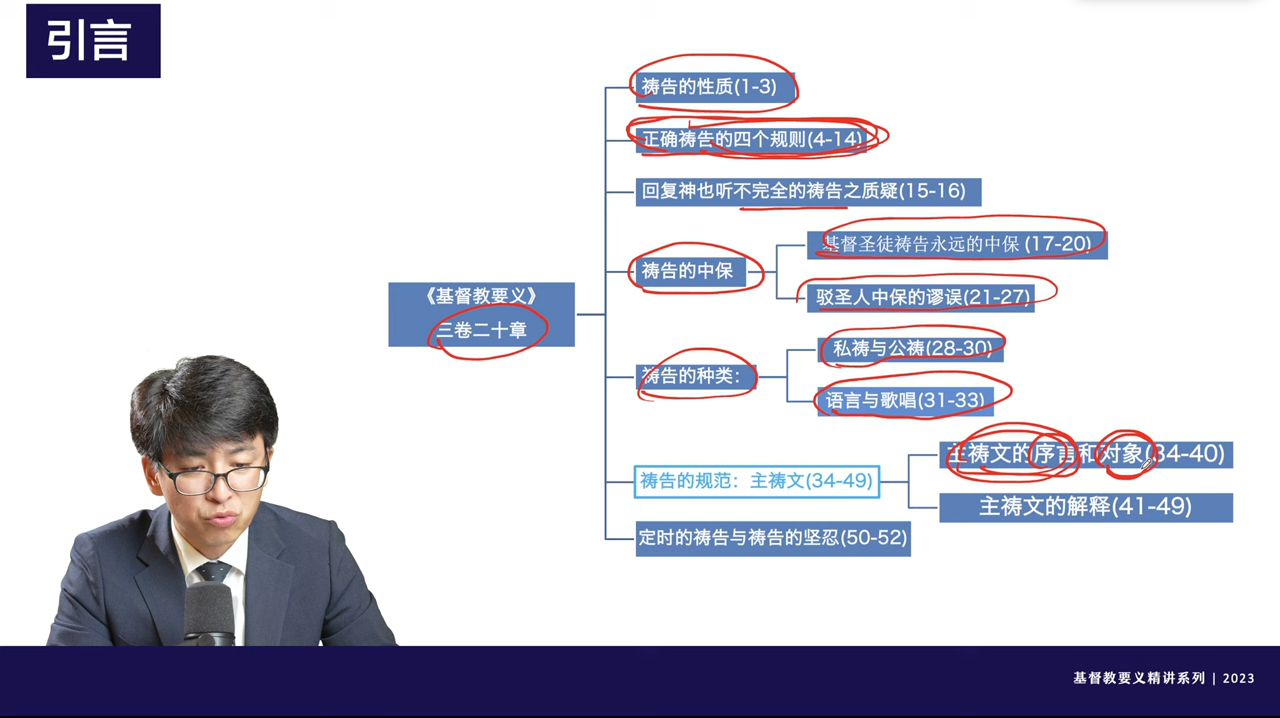 引言
祷告的性质(1-3)
正确祷告的四个规则(4-14)
回复神也听不完全的祷告之质疑(15-16)
基督圣徒祷告永远的中保 (17-20)
祷告的中保
驳圣人中保的谬误(21-27)
《基督教要义》
三卷二十章
私祷与公祷(28-30)
祷告的种类：
语言与歌唱(31-33)
主祷文的序言和对象(34-40)
祷告的规范：主祷文(34-49)
主祷文的解释(41-49)
定时的祷告与祷告的坚忍(50-52)
基督教要义精讲系列 | 2023